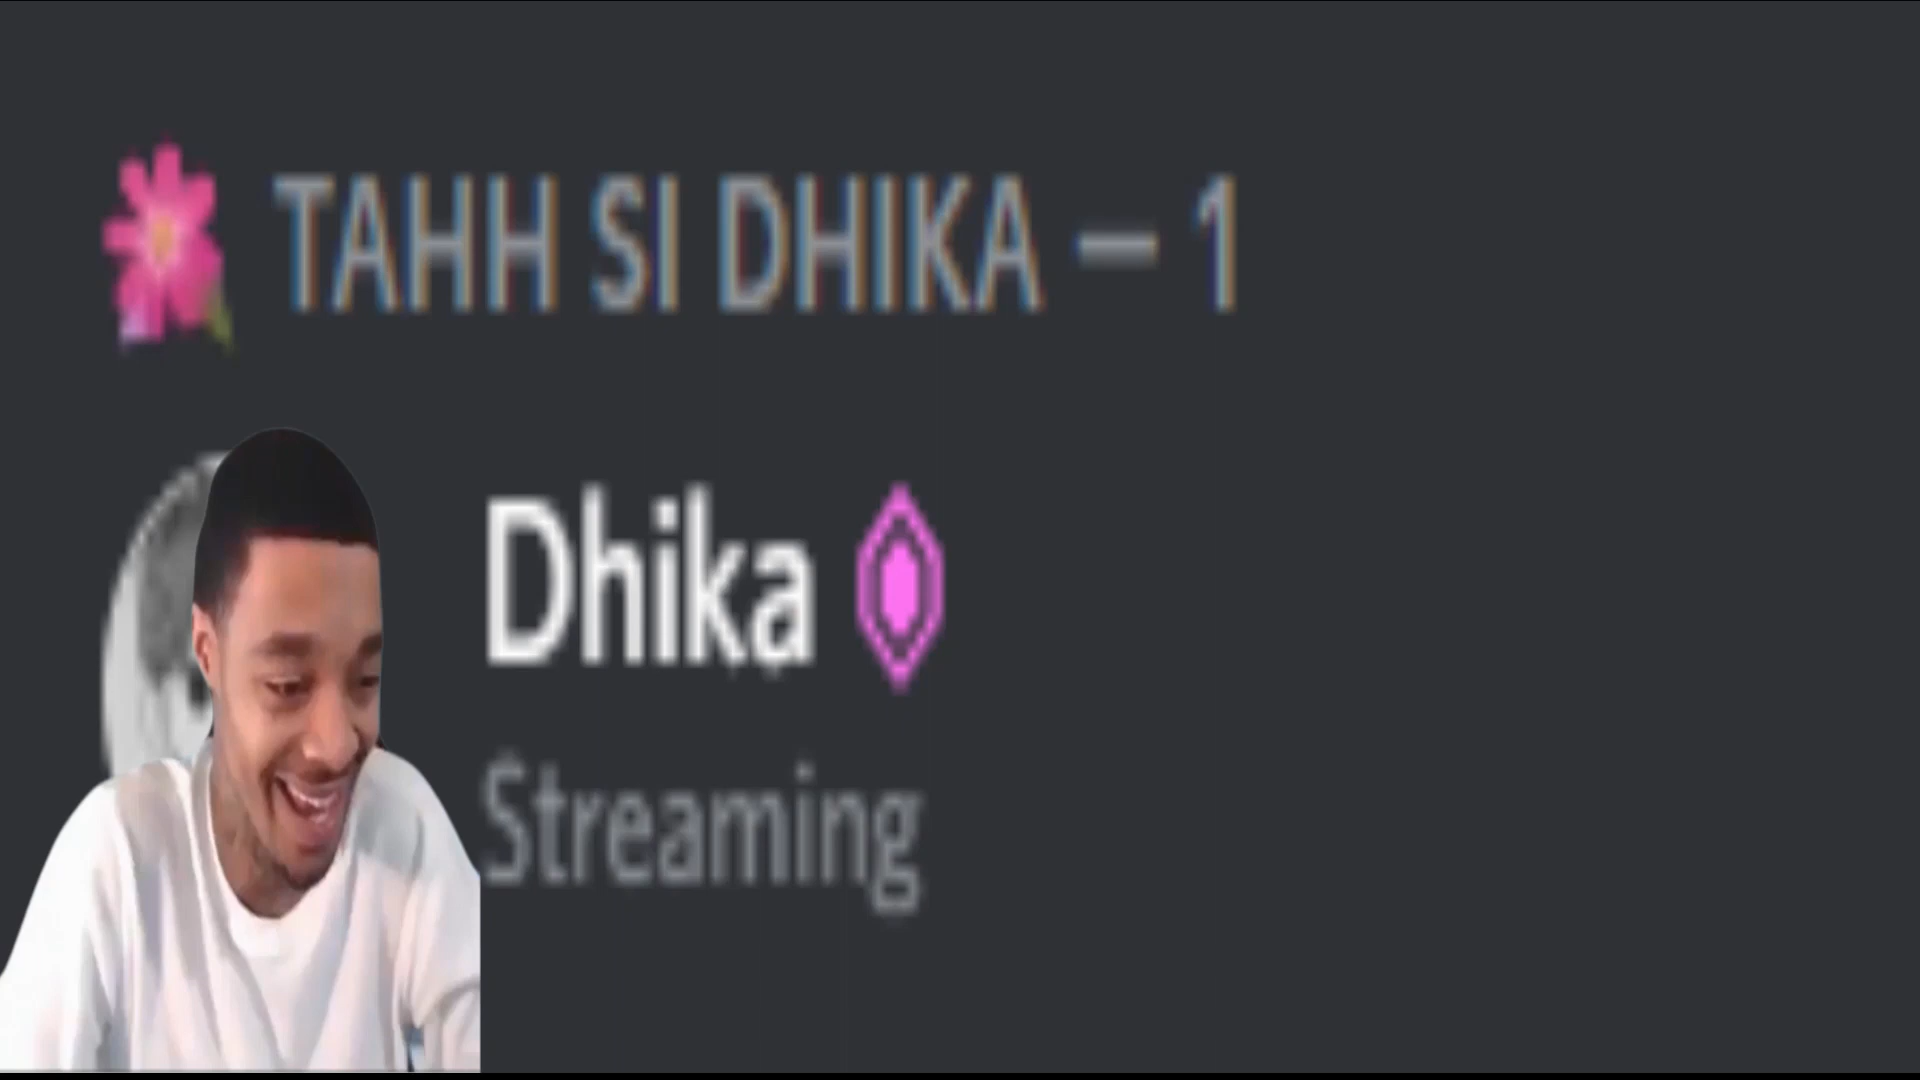 TAHH SI DHIKA — 1
Dhika
Streaming